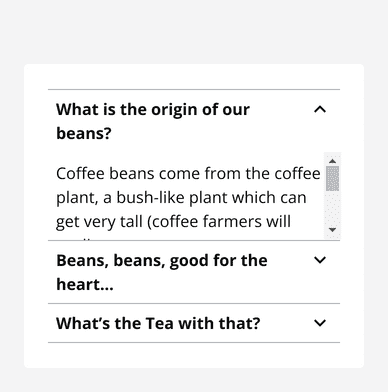 What is the origin of our
beans?
Coffee beans come from the coffee
plant, a bush-like plant which can
get very tall (coffee farmers will
Beans, beans, good for the
heart...
What’s the Tea with that?